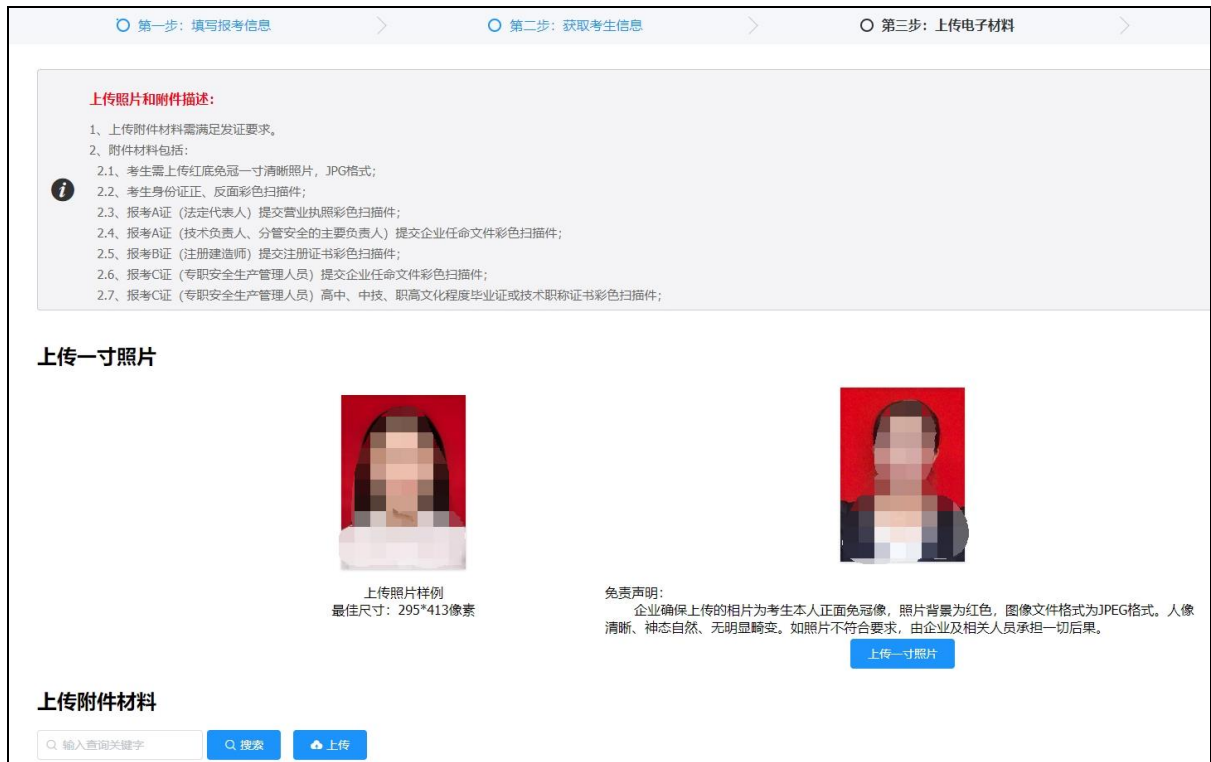 第一步：填写报考信息
第二步：获取考生信息
第三步：上传电子材料
上传照片和附件描述：
1、上传附件材料需满足发证要求。
2、附件材料包括：
2.1、考生需上传红底免冠一寸清晰照片，JPG格式；
2.2、考生身份证正、反面彩色扫描件；
2.3、报考A证（法定代表人）提交营业执照彩色扫描件；
2.4、报考A证（技术负责人、分管安全的主要负责人）提交企业任命文件彩色扫描件；
2.5、报考B证（注册建造师）提交注册证书彩色扫描件；
2.6、报考C证（专职安全生产管理人员）提交企业任命文件彩色扫描件；
2.7、报考C证（专职安全生产管理人员）高中、中技、职高文化程度毕业证或技术职称证书彩色扫描件；
上传一寸照片
上传照片样例
最佳尺寸：295*413像素
免责声明：
企业确保上传的相片为考生本人正面免冠像，照片背景为红色，图像文件格式为JPEG格式。人像
清晰、神态自然、无明显畸变。如照片不符合要求，由企业及相关人员承担一切后果。
上传一寸照片
上传附件材料
输入查询关键字
搜索
上传